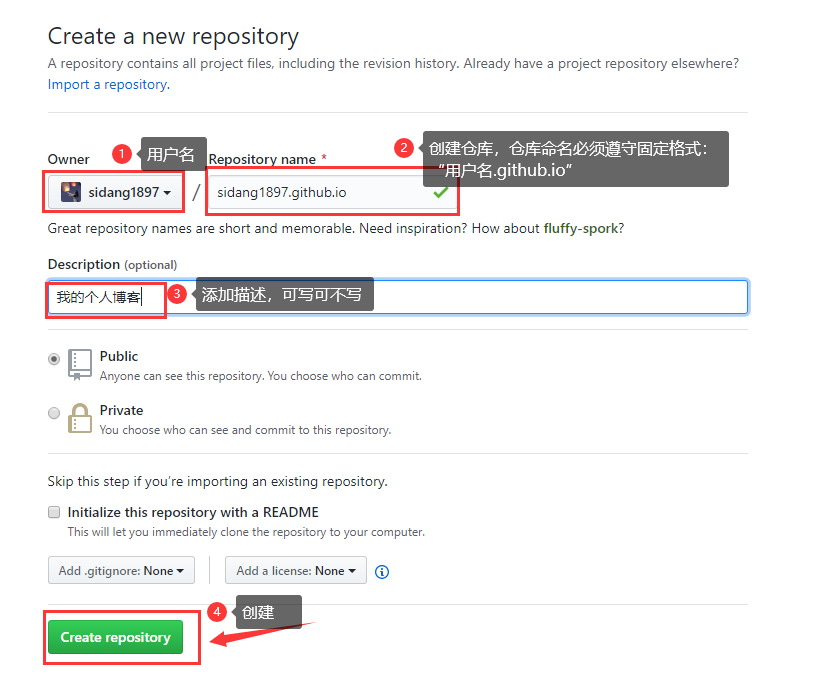 Create a new repository
A repository contains all project files, including the revision history. Already have a project repository elsewhere?
Import a repository.
Owner
1
用户名
Repository name *
2
创建仓库，仓库命名必须遵守固定格式：
“用户名.github.io”
sidang1897
/
sidang1897.github.io
Great repository names are short and memorable. Need inspiration? How about fluffy-spork?
Description (optional)
我的个人博客
3
添加描述，可写可不写
Public
Anyone can see this repository. You choose who can commit.
Private
You choose who can see and commit to this repository.
Skip this step if you’re importing an existing repository.
Initialize this repository with a README
This will let you immediately clone the repository to your computer.
Add .gitignore: None
Add a license: None
4
创建
Create repository